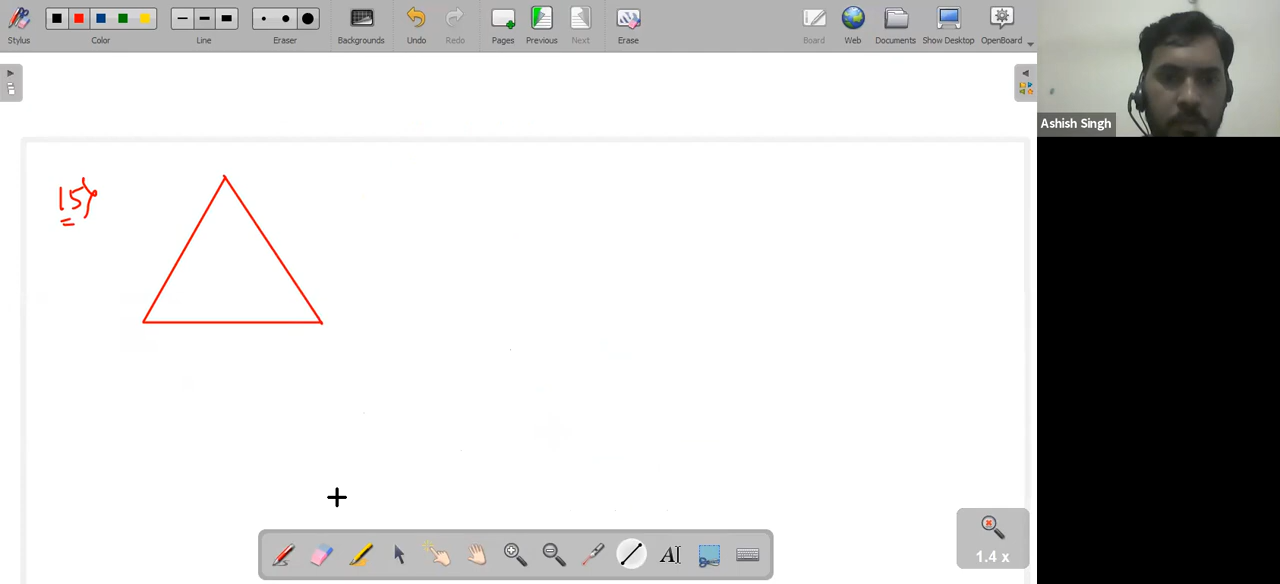 Stylus
Color
Line
Eraser
Backgrounds
Undo
Redo
Pages
Previous
Next
Erase
Board
Web
Documents
Show Desktop
OpenBoard
Ashish Singh
15)
AI
1.4 x